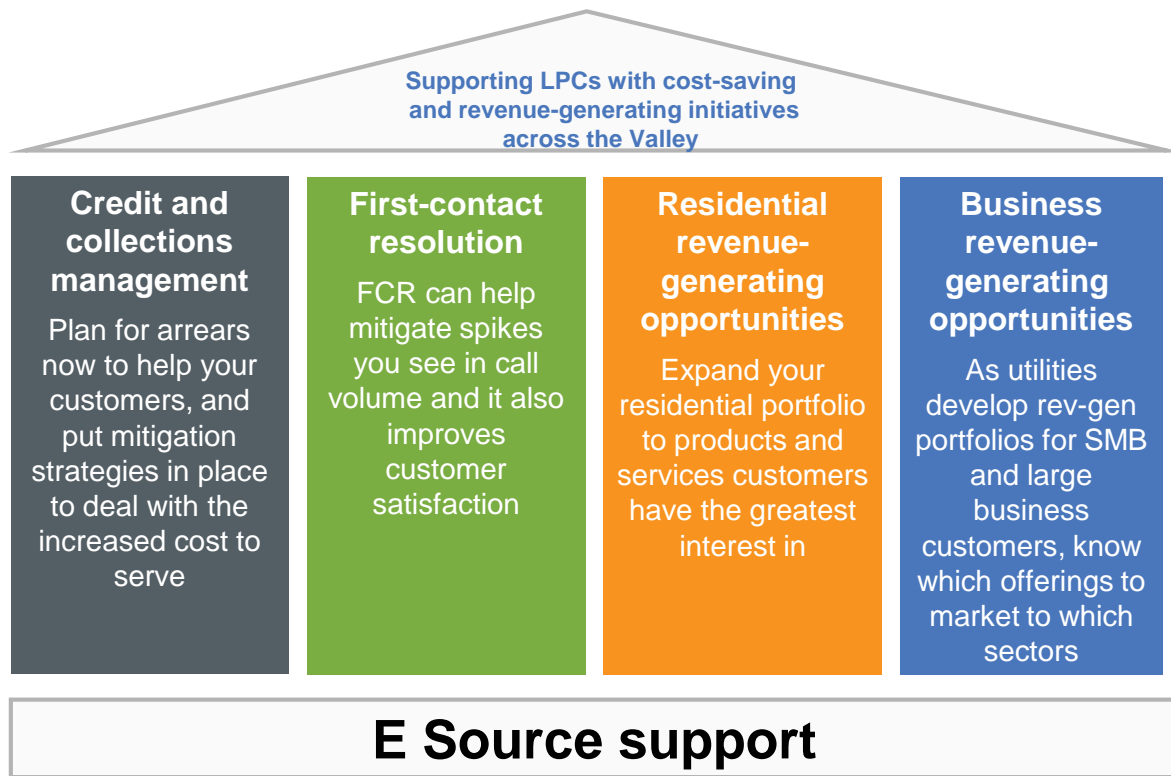 Supporting LPCs with cost-saving
and revenue-generating initiatives
across the Valley
Credit and
collections
management
Plan for arrears
now to help your
customers, and
put mitigation
strategies in place
to deal with the
increased cost to
serve
First-contact
resolution
FCR can help
mitigate spikes
you see in call
volume and it also
improves
customer
satisfaction
Residential
revenue-
generating
opportunities
Expand your
residential portfolio
to products and
services customers
have the greatest
interest in
Business
revenue-
generating
opportunities
As utilities
develop rev-gen
portfolios for SMB
and large
business
customers, know
which offerings to
market to which
sectors
E Source support